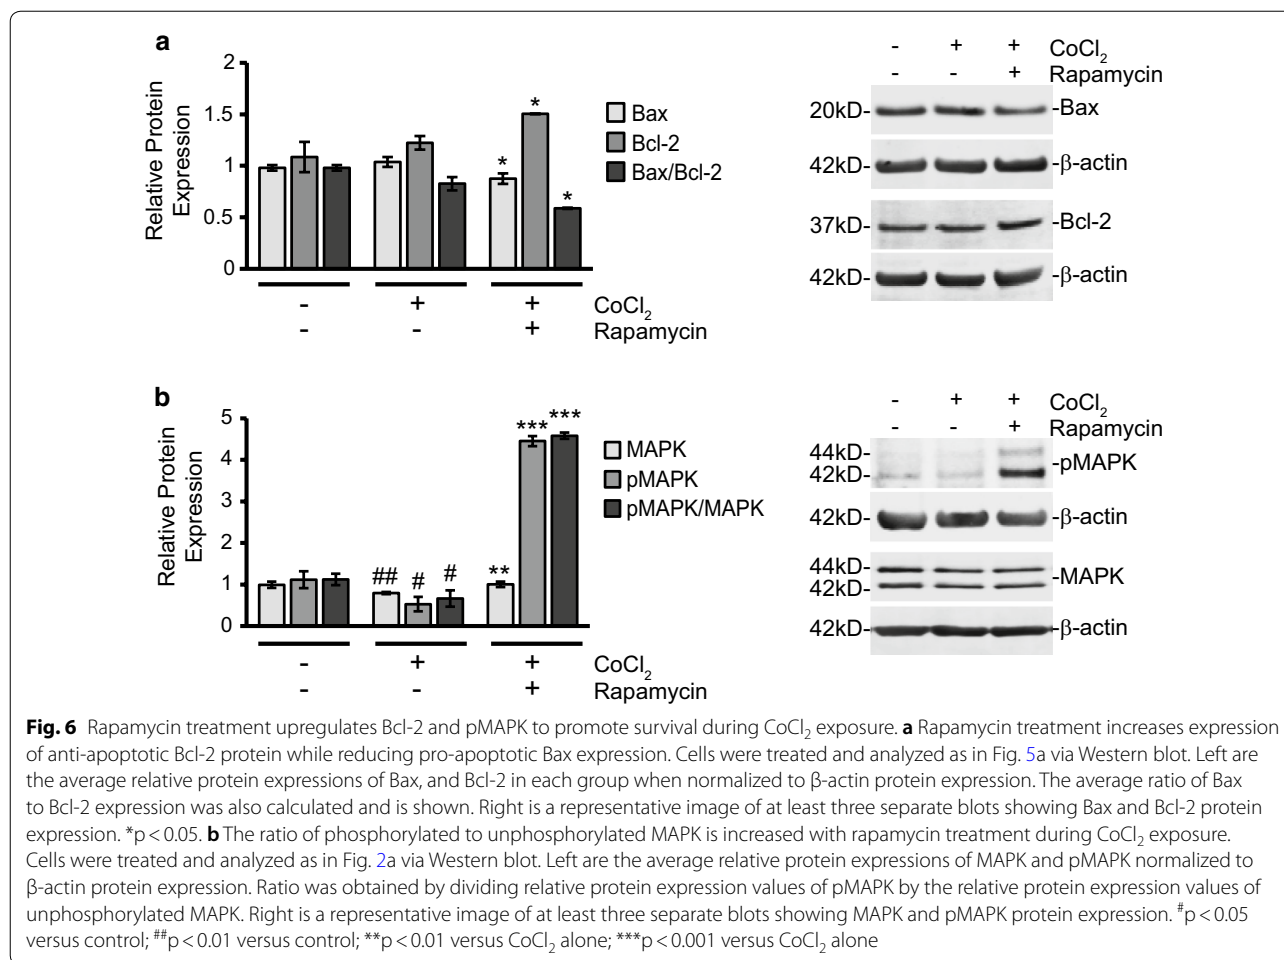 a
2
1.5
1
0.5
0
Relative Protein
Expression
*
*
*
Bax
Bcl-2
Bax/Bcl-2
- + + CoCl2
- - + Rapamycin
- + + CoCl2
- - + Rapamycin
20kD- -Bax
42kD- -β-actin
37kD- -Bcl-2
42kD- -β-actin
b
5
4
3
2
1
0
Relative Protein
Expression
## # # ** *** ***
MAPK
pMAPK
pMAPK/MAPK
- + + CoCl2
- - + Rapamycin
- + + CoCl2
- - + Rapamycin
44kD-
42kD- -pMAPK
42kD- -β-actin
44kD-
42kD- -MAPK
42kD- -β-actin
Fig. 6 Rapamycin treatment upregulates Bcl-2 and pMAPK to promote survival during CoCl2 exposure. a Rapamycin treatment increases expression
of anti-apoptotic Bcl-2 protein while reducing pro-apoptotic Bax expression. Cells were treated and analyzed as in Fig. 5a via Western blot. Left are
the average relative protein expressions of Bax, and Bcl-2 in each group when normalized to β-actin protein expression. The average ratio of Bax
to Bcl-2 expression was also calculated and is shown. Right is a representative image of at least three separate blots showing Bax and Bcl-2 protein
expression. *p < 0.05. b The ratio of phosphorylated to unphosphorylated MAPK is increased with rapamycin treatment during CoCl2 exposure.
Cells were treated and analyzed as in Fig. 2a via Western blot. Left are the average relative protein expressions of MAPK and pMAPK normalized to
β-actin protein expression. Ratio was obtained by dividing relative protein expression values of pMAPK by the relative protein expression values of
unphosphorylated MAPK. Right is a representative image of at least three separate blots showing MAPK and pMAPK protein expression. #p < 0.05
versus control; ##p < 0.01 versus control; **p < 0.01 versus CoCl2 alone; ***p < 0.001 versus CoCl2 alone